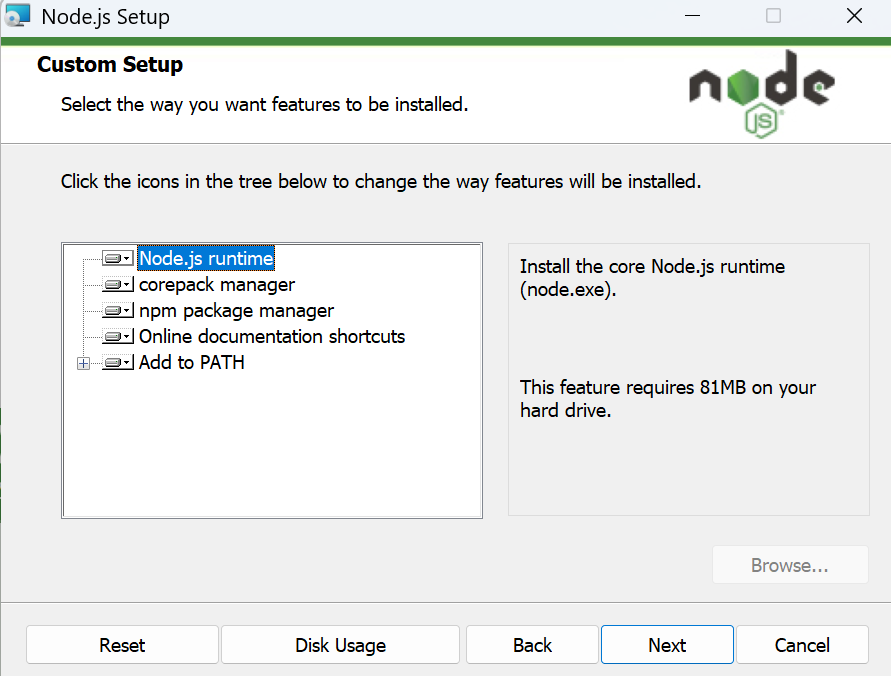 Node.js Setup
Custom Setup
Select the way you want features to be installed.
node
JS
Click the icons in the tree below to change the way features will be installed.
Node.js runtime
corepack manager
npm package manager
Online documentation shortcuts
Add to PATH
Install the core Node.js runtime
(node.exe).
This feature requires 81MB on your
hard drive.
Browse...
Reset
Disk Usage
Back
Next
Cancel